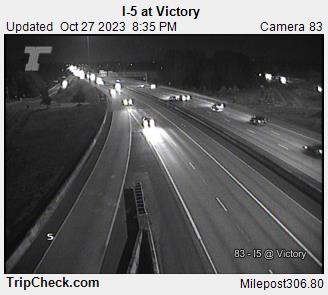 I-5 at Victory
Updated Oct 27 2023 8:35 PM Camera 83
T
S
83 - I5 @ Victory
TripCheck.com Milepost306.80